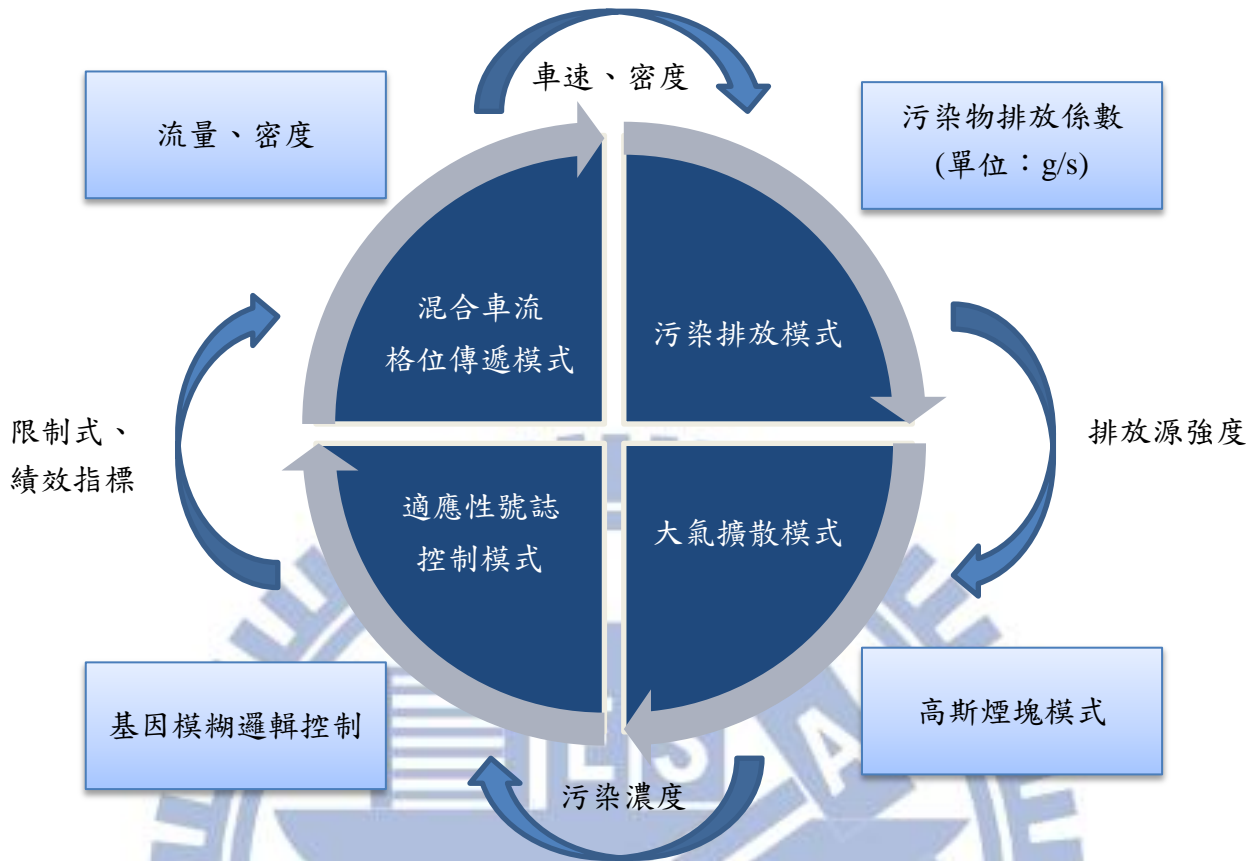 車速、密度
流量、密度
污染物排放係數
(單位：g/s)
混合車流
格位傳遞模式
污染排放模式
限制式、
績效指標
排放源強度
適應性號誌
控制模式
大氣擴散模式
基因模糊邏輯控制
高斯煙塊模式
污染濃度
E S A